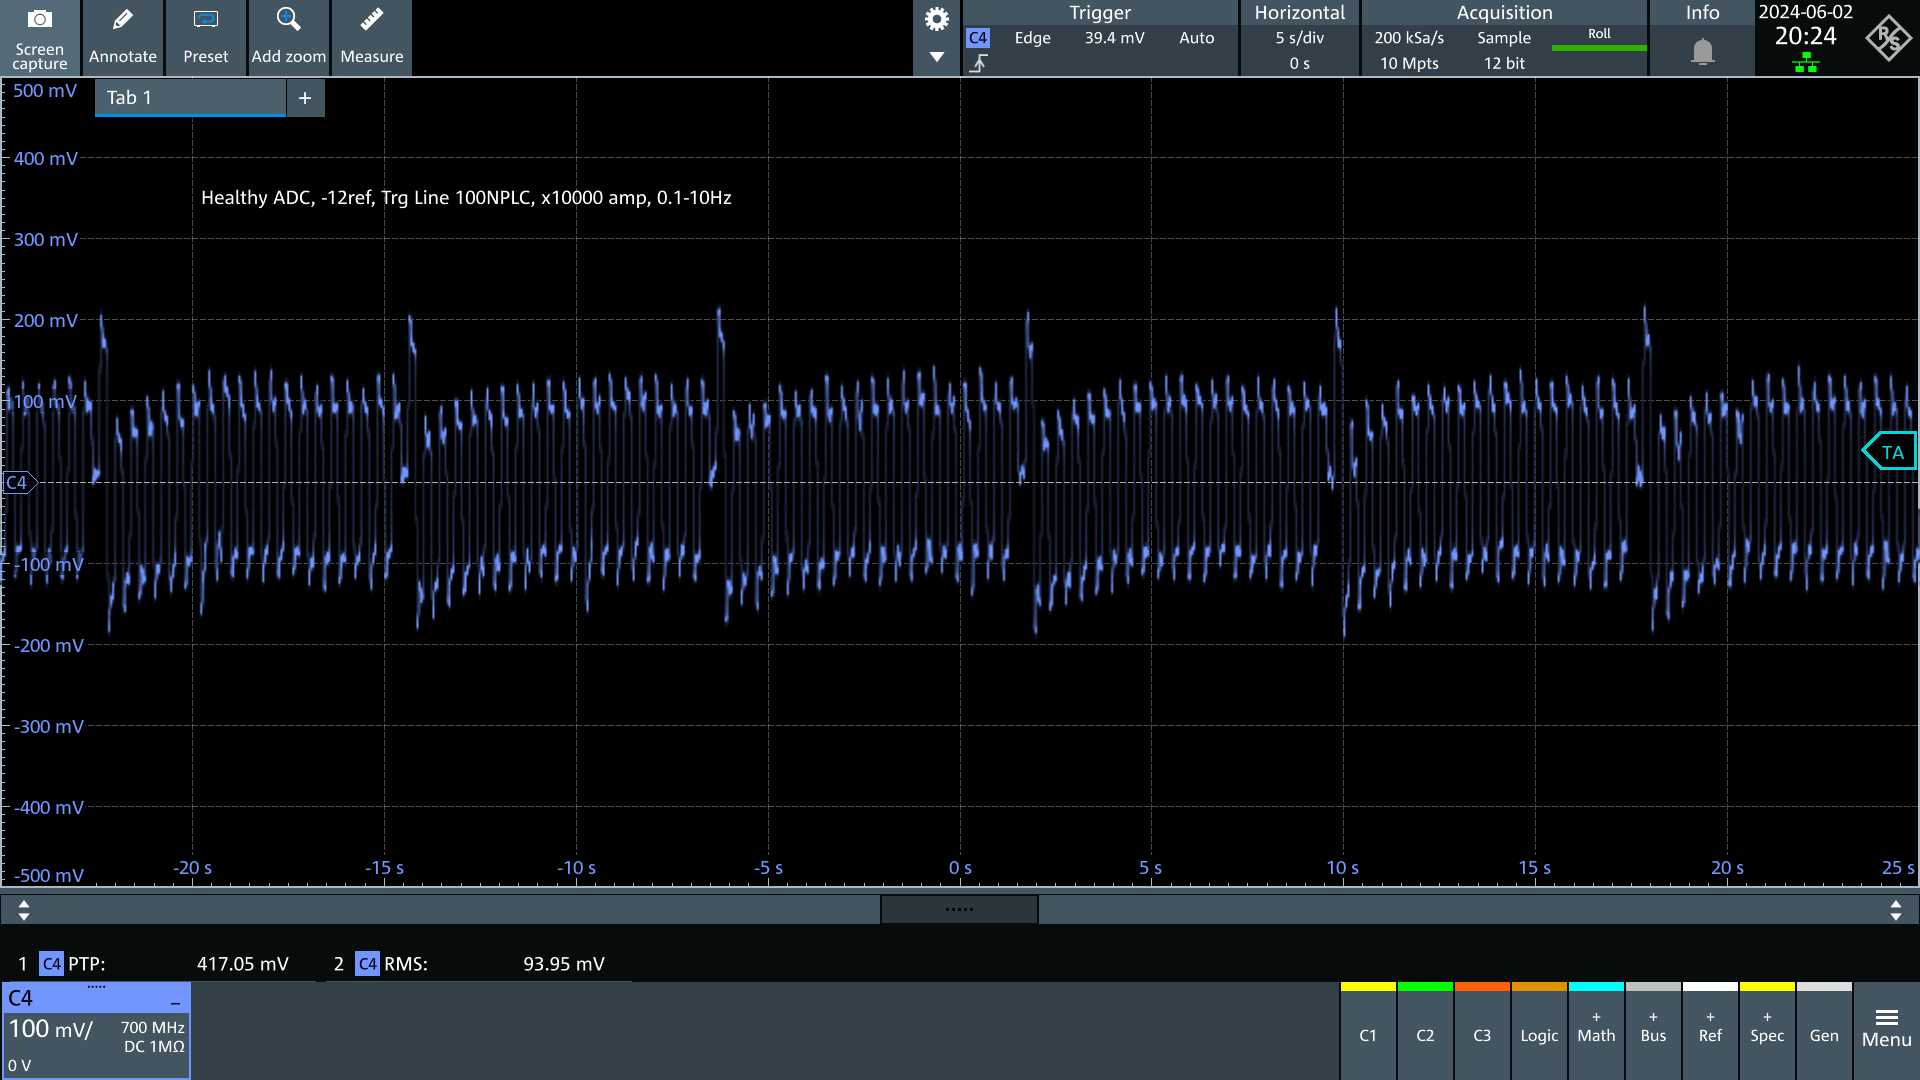 Screen capture
Annotate
Preset
Add zoom
Measure
Trigger
C4 Edge 39.4 mV Auto
Horizontal
5 s/div
0 s
Acquisition
200 kSa/s Sample Roll
10 Mpts 12 bit
Info
2024-06-02
20:24
R&S
Tab 1 +
500 mV
400 mV
Healthy ADC, -12ref, Trg Line 100NPLC, x10000 amp, 0.1-10Hz
300 mV
200 mV
100 mV
TA
C4
-100 mV
-200 mV
-300 mV
-400 mV
-500 mV
-20 s -15 s -10 s -5 s 0 s 5 s 10 s 15 s 20 s 25 s
1 C4 PTP: 417.05 mV 2 C4 RMS: 93.95 mV
C4
100 mV/ 700 MHz
DC 1MΩ
0 V
C1
C2
C3
Logic
+ Math
+ Bus
+ Ref
+ Spec
Gen
Menu